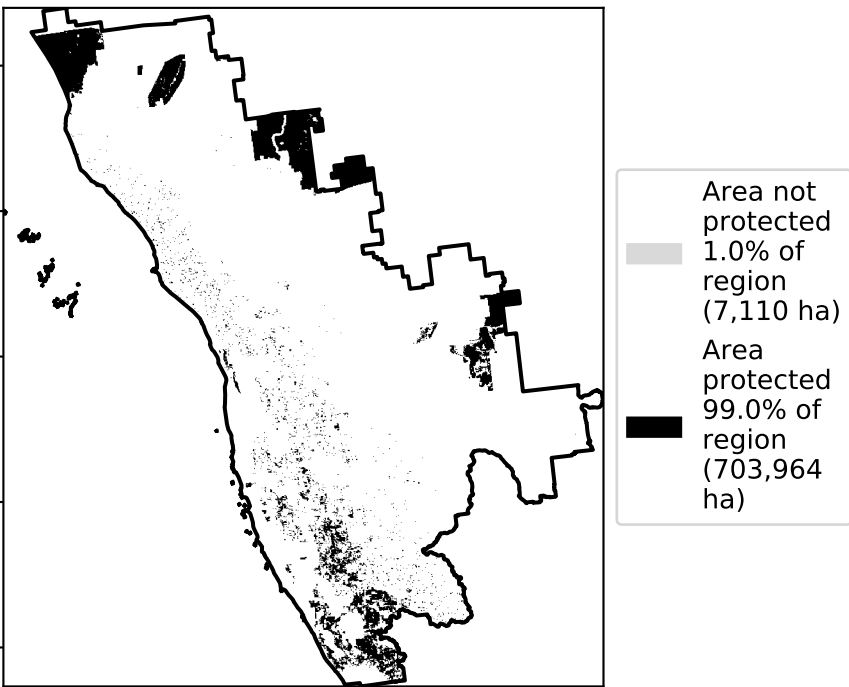 Area not
protected
1.0% of
region
(7,110 ha)
Area
protected
99.0% of
region
(703,964
ha)